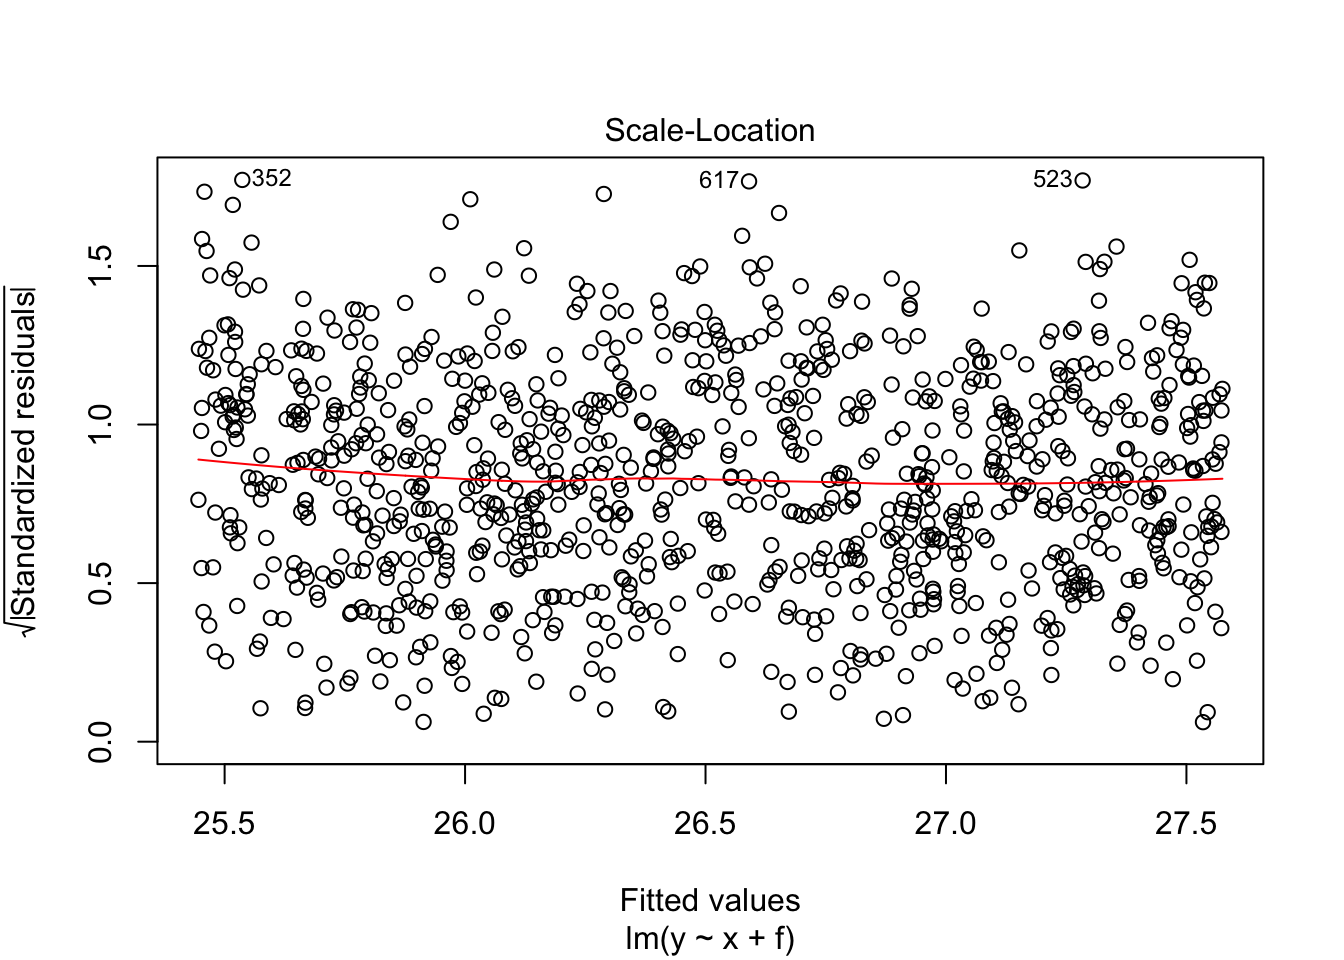 Scale-Location
352
617
523
√|Standardized residuals|
1.5
1.0
0.5
0.0
25.5 26.0 26.5 27.0 27.5
Fitted values
lm(y ~ x + f)